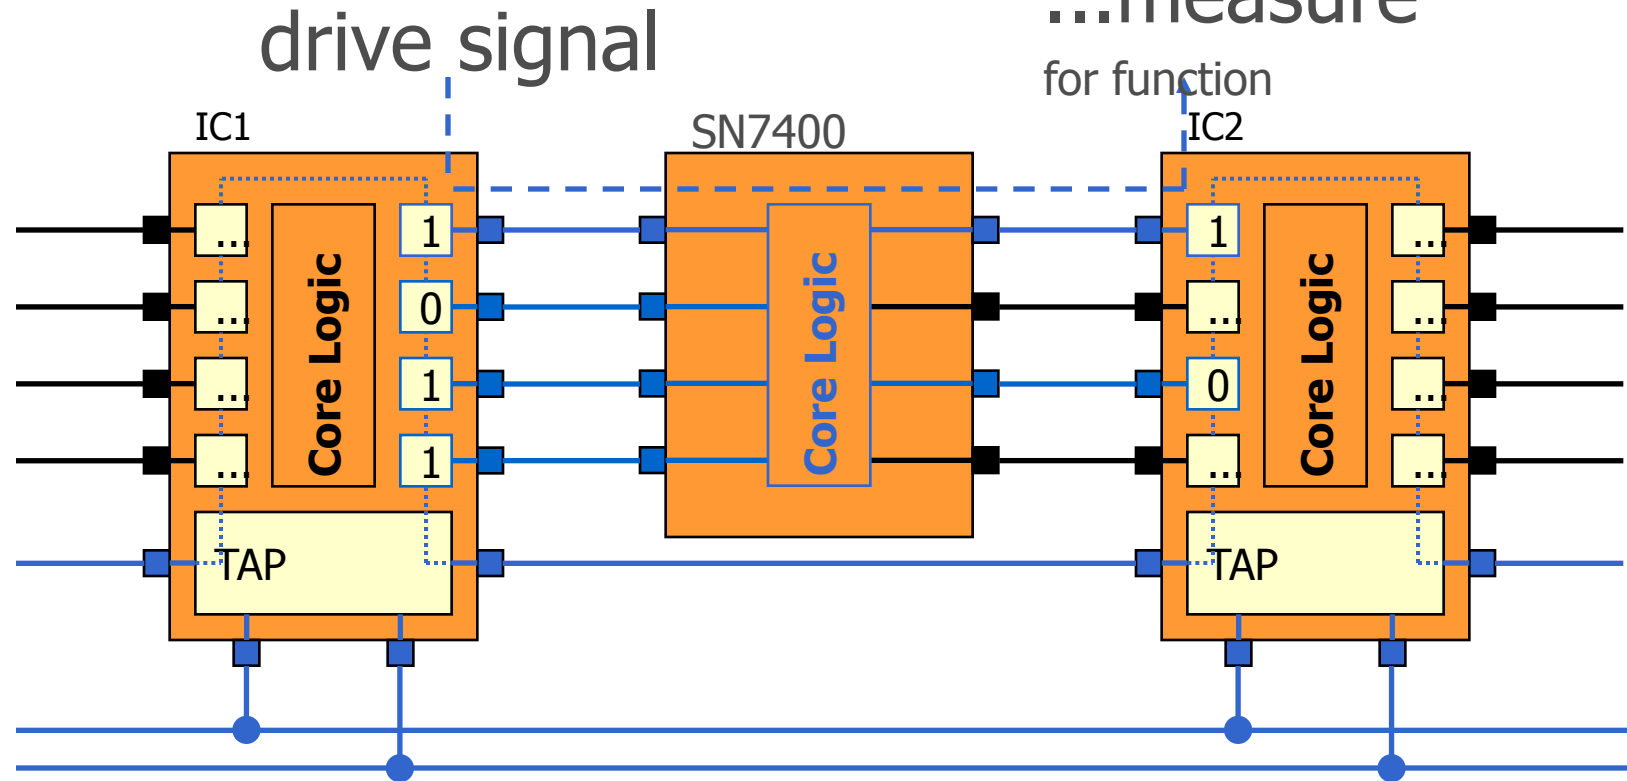 ...measure
drive signal
for function
IC1
SN7400
IC2
... 1 1 ...
... 0 ... ...
... 1 0 ...
... 1 ... ...
Core Logic
Core Logic
Core Logic
TAP
TAP